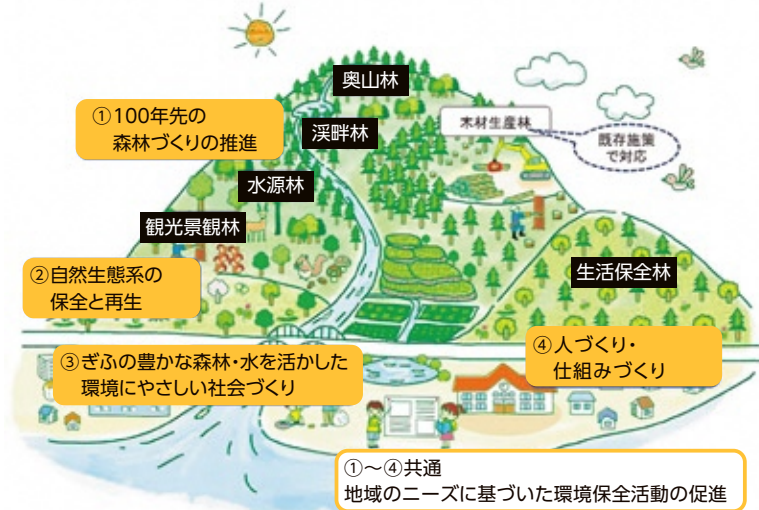 奥山林
①100年先の
森林づくりの推進
渓畔林
木材生産林
既存施策
で対応
水源林
観光景観林
生活保全林
②自然生態系の
保全と再生
③ぎふの豊かな森林・水を活かした
環境にやさしい社会づくり
④人づくり・
仕組みづくり
①～④共通
地域のニーズに基づいた環境保全活動の促進